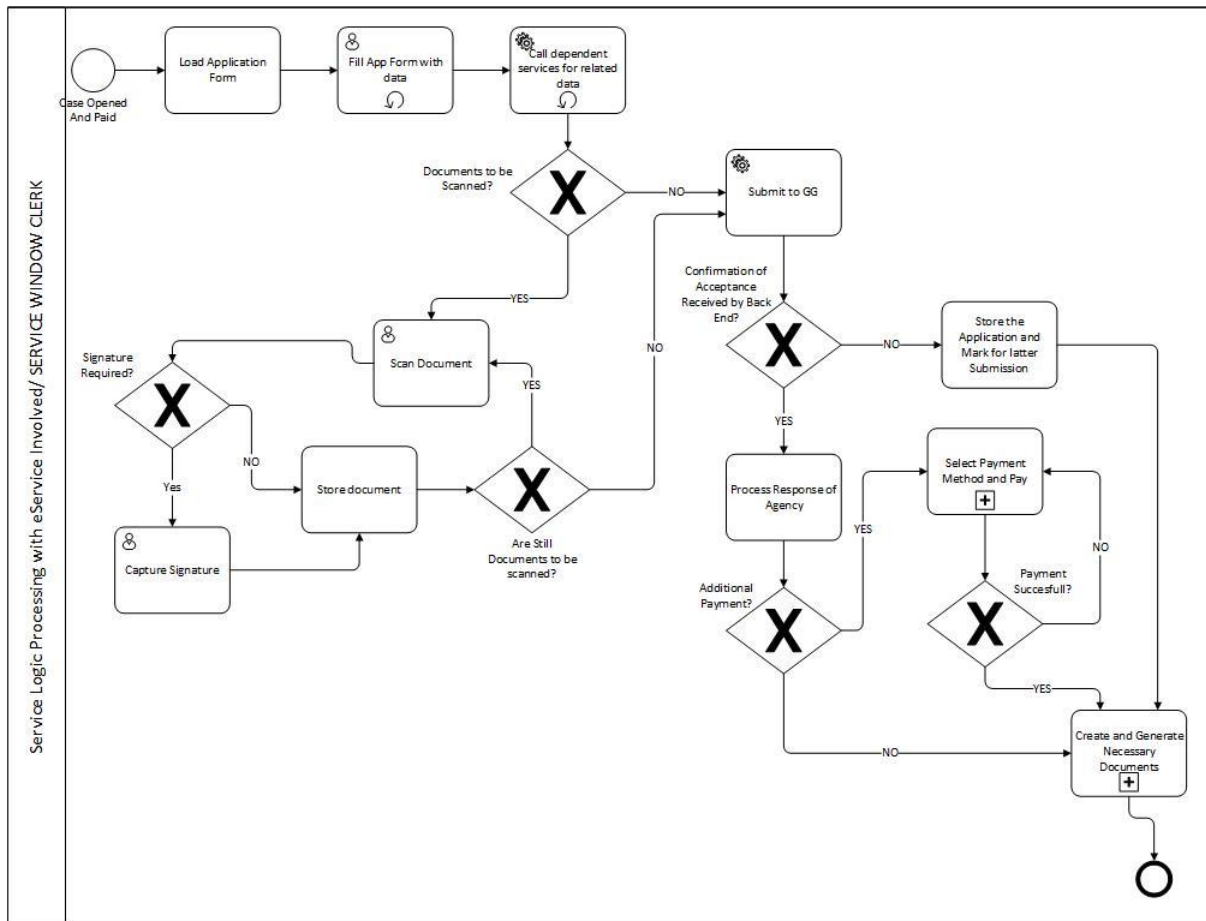 Service Logic Processing with eService Involved/ SERVICE WINDOW CLERK
Case Opened
And Paid
Load Application
Form
Fill App Form with
data
Call dependent
services for related
data
Documents to be
Scanned?
NO
Submit to GG
YES
Confirmation of
Acceptance
Received by Back
End?
NO
Store the
Application and
Mark for latter
Submission
Scan Document
Signature
Required?
YES
NO
NO
Yes
Store document
Are Still
Documents to be
scanned?
Capture Signature
YES
Process Response of
Agency
YES
Select Payment
Method and Pay
NO
Additional
Payment?
Payment
Succesfull?
YES
NO
Create and Generate
Necessary
Documents